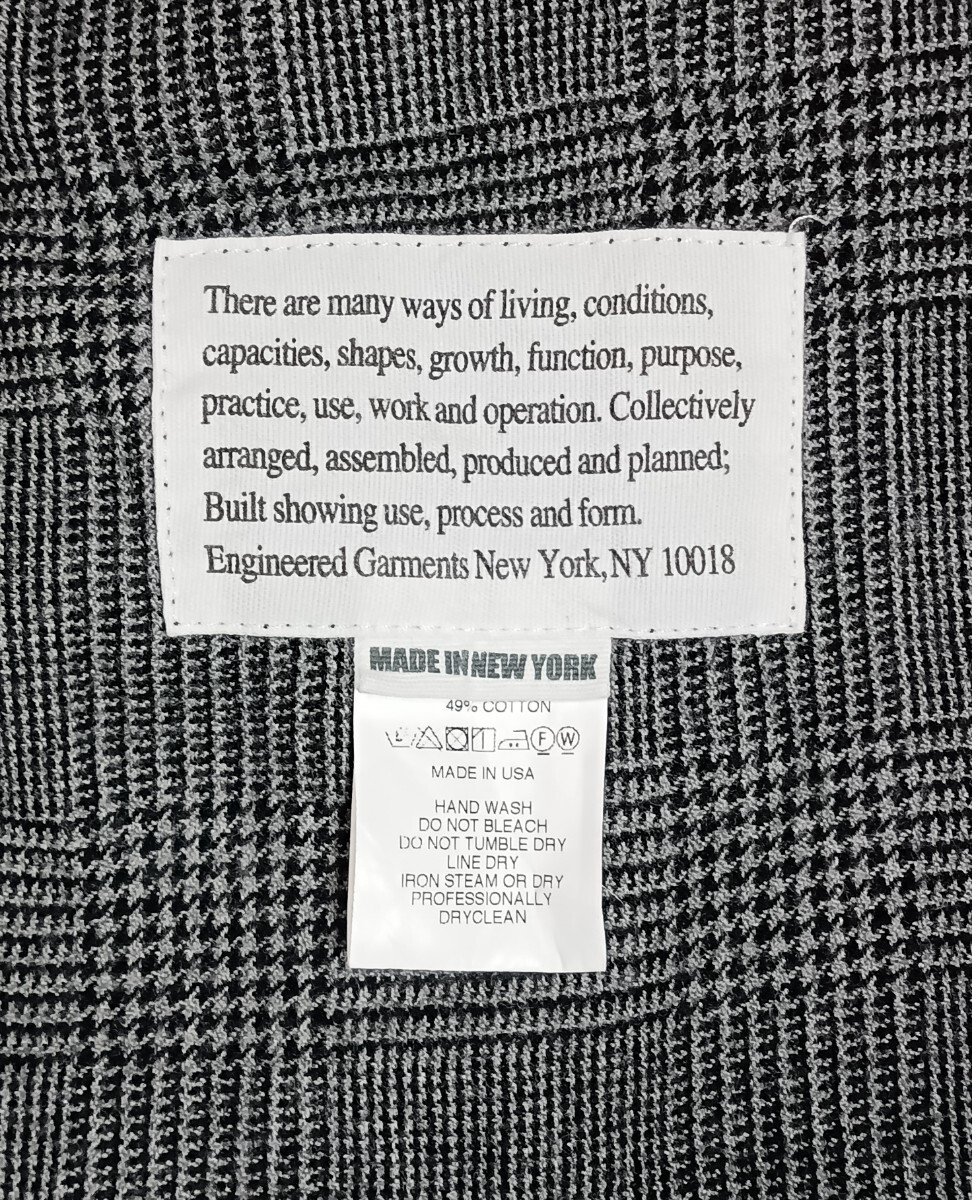 There are many ways of living, conditions,
capacities, shapes, growth, function, purpose,
practice, use, work and operation. Collectively
arranged, assembled, produced and planned;
Built showing use, process and form.
Engineered Garments New York, NY 10018
MADE IN NEW YORK
49% COTTON
F W
MADE IN USA
HAND WASH
DO NOT BLEACH
DO NOT TUMBLE DRY
LINE DRY
IRON STEAM OR DRY
PROFESSIONALLY
DRYCLEAN